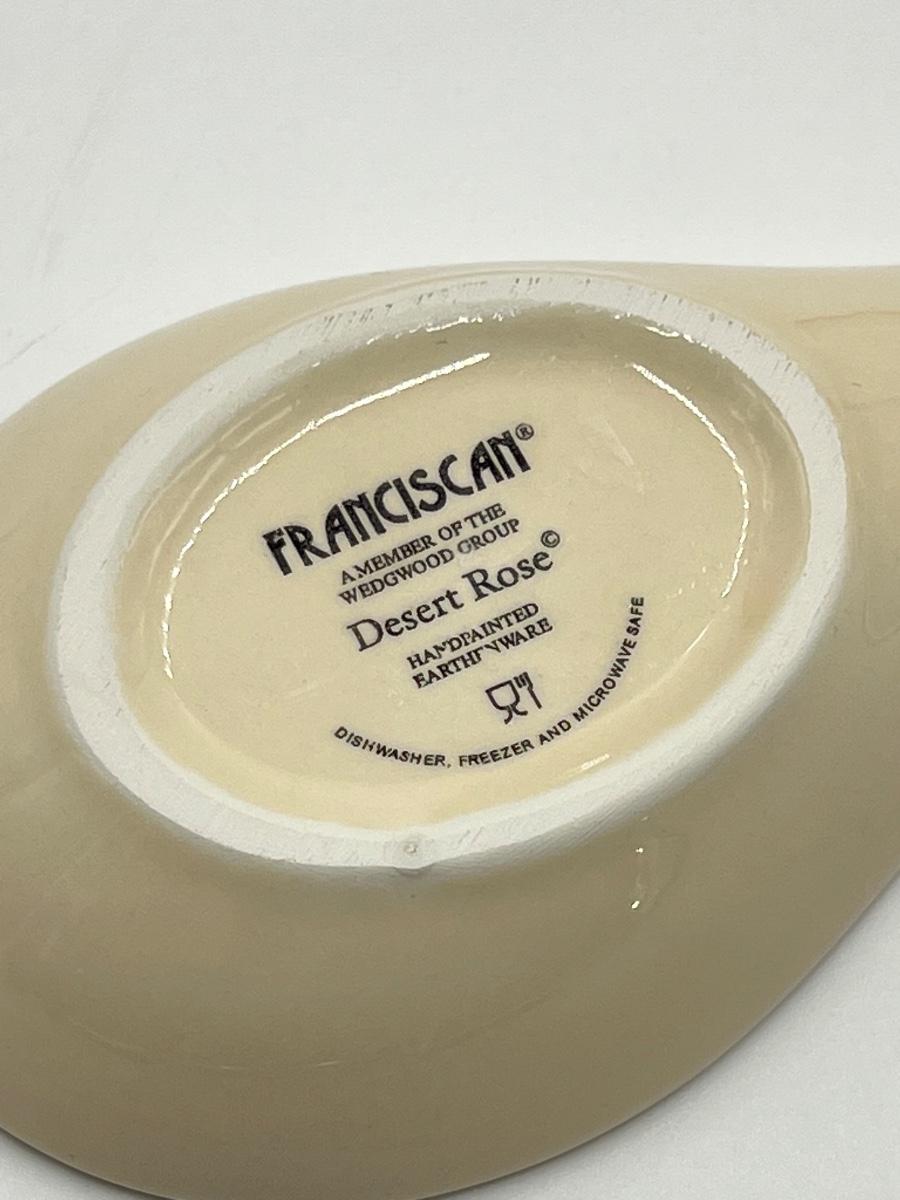 FRANCISCAN®
A MEMBER OF THE
WEDGWOOD GROUP
Desert Rose©
HANDPAINTED
EARTHENWARE
DISHWASHER, FREEZER AND MICROWAVE SAFE